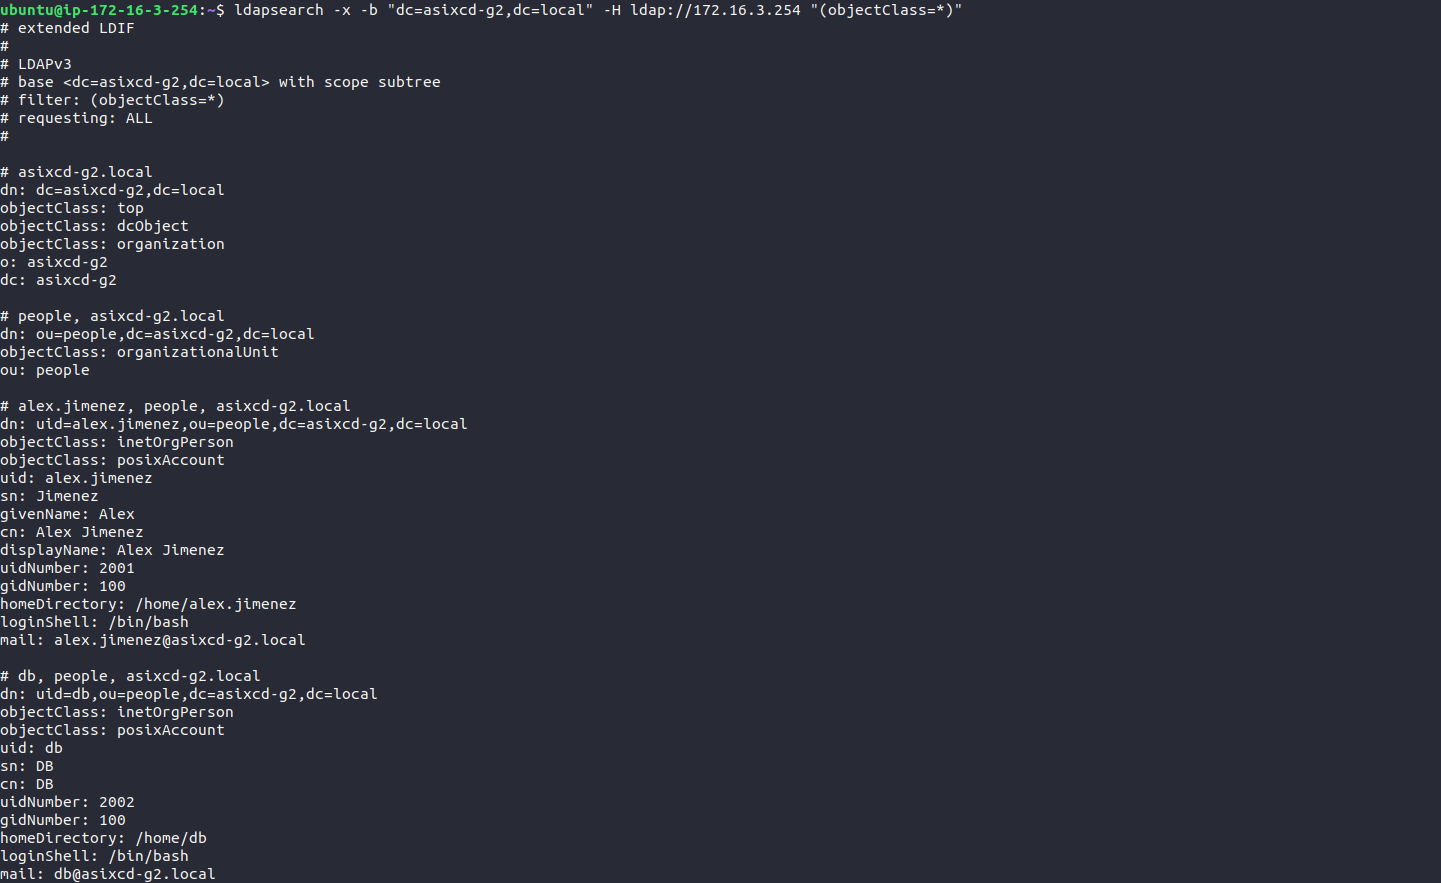 ubuntu@ip-172-16-3-254:~$ ldapsearch -x -b "dc=asixcd-g2,dc=local" -H ldap://172.16.3.254 "(objectClass=*)"
# extended LDIF
#
# LDAPv3
# base <dc=asixcd-g2,dc=local> with scope subtree
# filter: (objectClass=*)
# requesting: ALL
#

# asixcd-g2.local
dn: dc=asixcd-g2,dc=local
objectClass: top
objectClass: dcObject
objectClass: organization
o: asixcd-g2
dc: asixcd-g2

# people, asixcd-g2.local
dn: ou=people,dc=asixcd-g2,dc=local
objectClass: organizationalUnit
ou: people

# alex.jimenez, people, asixcd-g2.local
dn: uid=alex.jimenez,ou=people,dc=asixcd-g2,dc=local
objectClass: inetOrgPerson
objectClass: posixAccount
uid: alex.jimenez
sn: Jimenez
givenName: Alex
cn: Alex Jimenez
displayName: Alex Jimenez
uidNumber: 2001
gidNumber: 100
homeDirectory: /home/alex.jimenez
loginShell: /bin/bash
mail: alex.jimenez@asixcd-g2.local

# db, people, asixcd-g2.local
dn: uid=db,ou=people,dc=asixcd-g2,dc=local
objectClass: inetOrgPerson
objectClass: posixAccount
uid: db
sn: DB
cn: DB
uidNumber: 2002
gidNumber: 100
homeDirectory: /home/db
loginShell: /bin/bash
mail: db@asixcd-g2.local